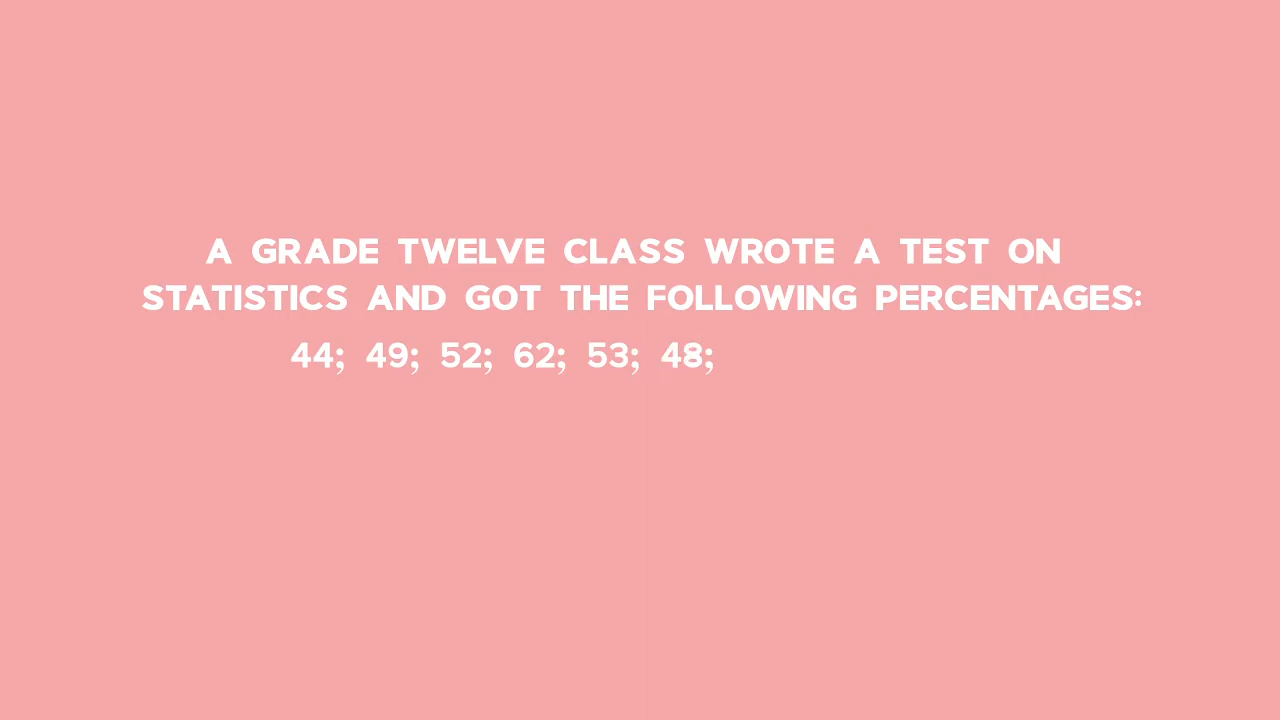 A GRADE TWELVE CLASS WROTE A TEST ON
STATISTICS AND GOT THE FOLLOWING PERCENTAGES:
44; 49; 52; 62; 53; 48;